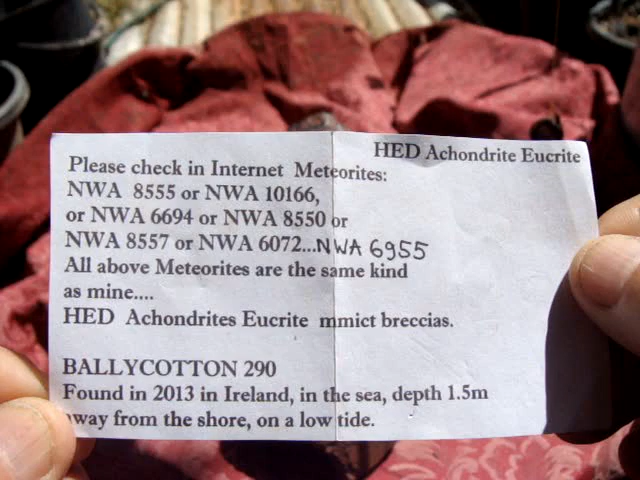 HED Achondrite Eucrite
Please check in Internet Meteorites:
NWA 8555 or NWA 10166,
or NWA 6694 or NWA 8550 or
NWA 8557 or NWA 6072...NWA 6955
All above Meteorites are the same kind
as mine....
HED Achondrites Eucrite mmict breccias.
BALLYCOTTON 290
Found in 2013 in Ireland, in the sea, depth 1.5m
away from the shore, on a low tide.